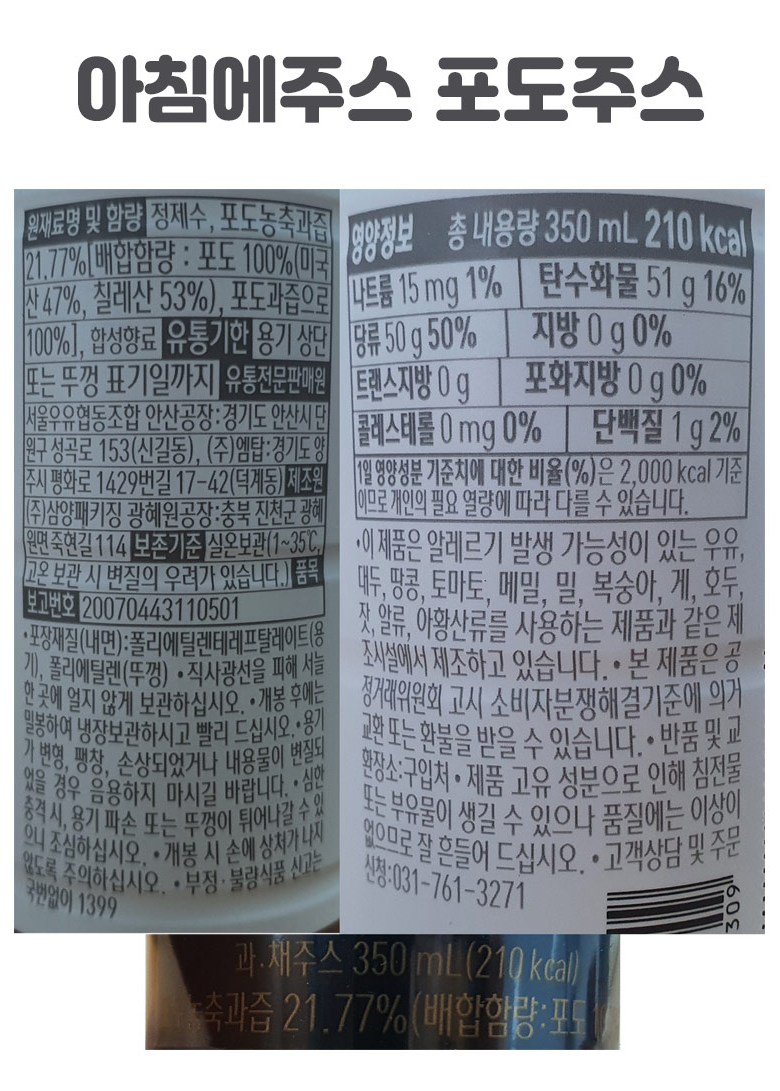 아침에주스 포도주스
원재료명 및 함량 정제수, 포도농축과즙
21.77%[배합함량 : 포도 100%(미국
산 47%, 칠레산 53%), 포도과즙으로
100%], 합성향료 유통기한 용기 상단
또는 뚜껑 표기일까지 유통전문판매원
서울우유협동조합 안산공장:경기도 안산시 단
원구 성곡로 153(신길동), (주)엠탑:경기도 양
주시 평화로 1429번길 17-42(덕계동) 제조원
(주)삼양패키징 광혜원공장:충북 진천군 광혜
원면 죽현길 114 보존기준 실온보관(1~35℃,
고온 보관 시 변질의 우려가 있습니다.) 품목
보고번호 20070443110501
•포장재질(내면):폴리에틸렌테레프탈레이트(용
기), 폴리에틸렌(뚜껑) •직사광선을 피해 서늘
한 곳에 얼지 않게 보관하십시오. •개봉 후에는
밀봉하여 냉장보관하시고 빨리 드십시오. •용기
가 변형, 팽창, 손상되었거나 내용물이 변질되
었을 경우 음용하지 마시길 바랍니다. •심한
충격 시, 용기 파손 또는 뚜껑이 튀어나갈 수 있
으니 조심하십시오. •개봉 시 손에 상처가 나지
않도록 주의하십시오. •부정·불량식품 신고는
국번없이 1399
영양정보 총 내용량 350 mL 210 kcal
나트륨 15 mg 1% 탄수화물 51 g 16%
당류 50 g 50% 지방 0 g 0%
트랜스지방 0 g 포화지방 0 g 0%
콜레스테롤 0 mg 0% 단백질 1 g 2%
1일 영양성분 기준치에 대한 비율(%)은 2,000 kcal 기준
이므로 개인의 필요 열량에 따라 다를 수 있습니다.
•이 제품은 알레르기 발생 가능성이 있는 우유,
대두, 땅콩, 토마토, 메밀, 밀, 복숭아, 게, 호두,
잣, 알류, 아황산류를 사용하는 제품과 같은 제
조시설에서 제조하고 있습니다. •본 제품은 공
정거래위원회 고시 소비자분쟁해결기준에 의거
교환 또는 환불을 받을 수 있습니다. •반품 및 교
환장소:구입처 •제품 고유 성분으로 인해 침전물
또는 부유물이 생길 수 있으나 품질에는 이상이
없으므로 잘 흔들어 드십시오. •고객상담 및 주문
신청:031-761-3271
309
과·채주스 350 mL (210 kcal)
농축과즙 21.77%(배합함량:포도